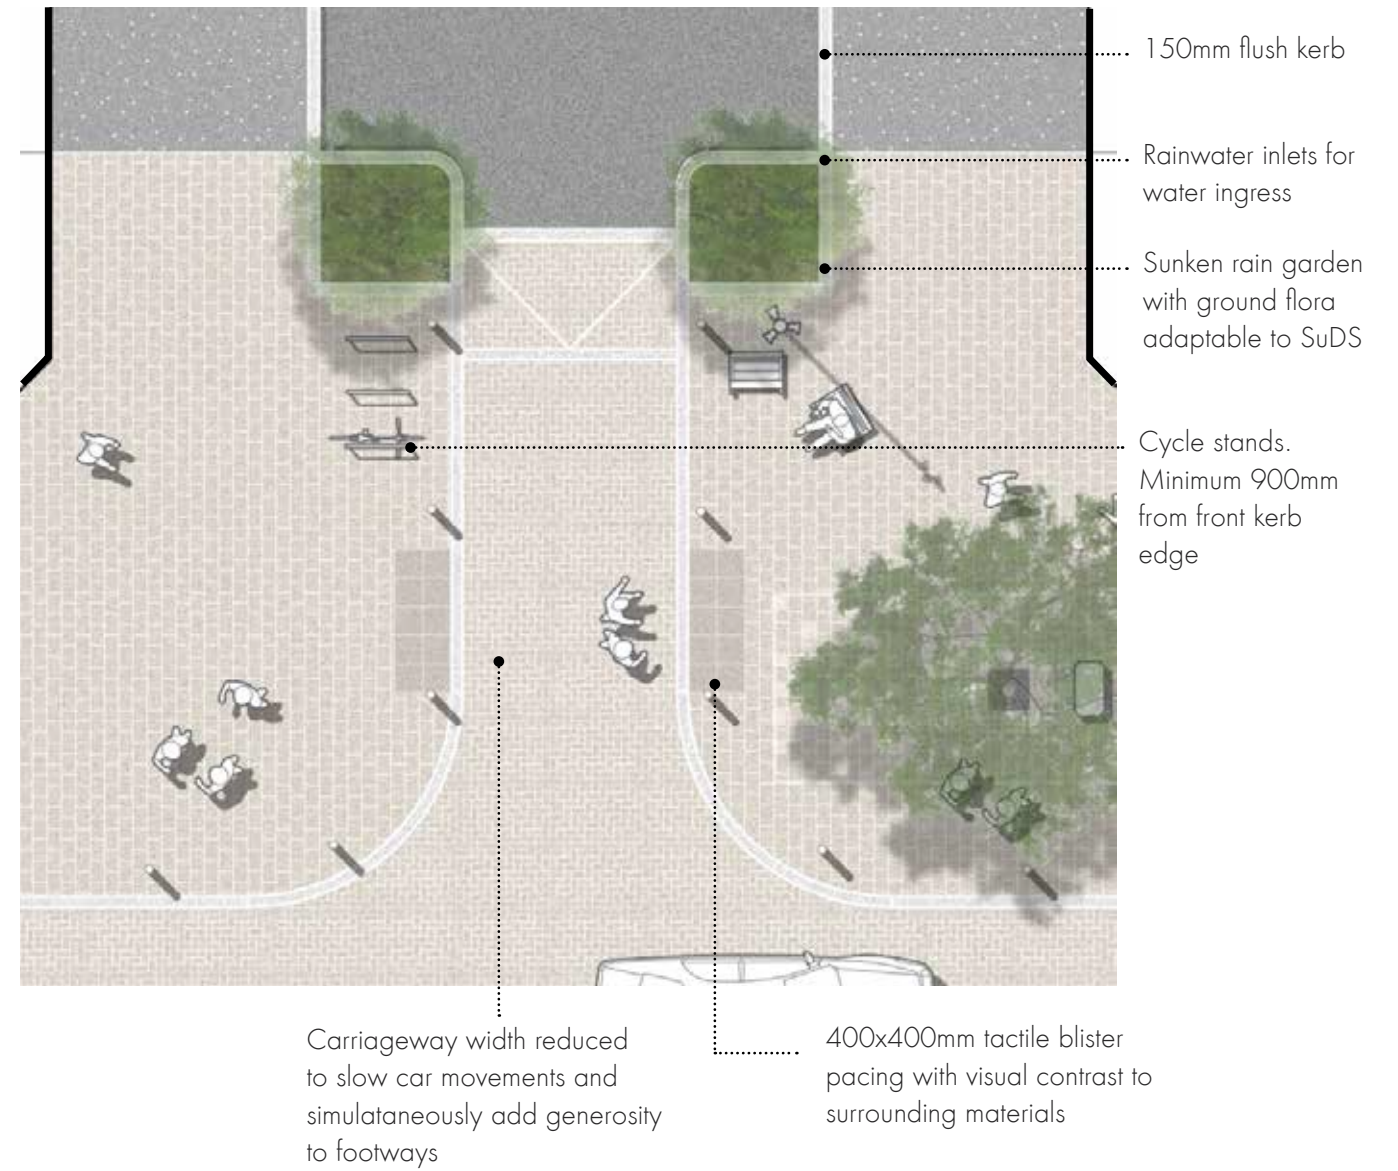 150mm flush kerb
Rainwater inlets for
water ingress
Sunken rain garden
with ground flora
adaptable to SuDS
Cycle stands.
Minimum 900mm
from front kerb
edge
Carriageway width reduced
to slow car movements and
simulataneously add generosity
to footways
400x400mm tactile blister
pacing with visual contrast to
surrounding materials